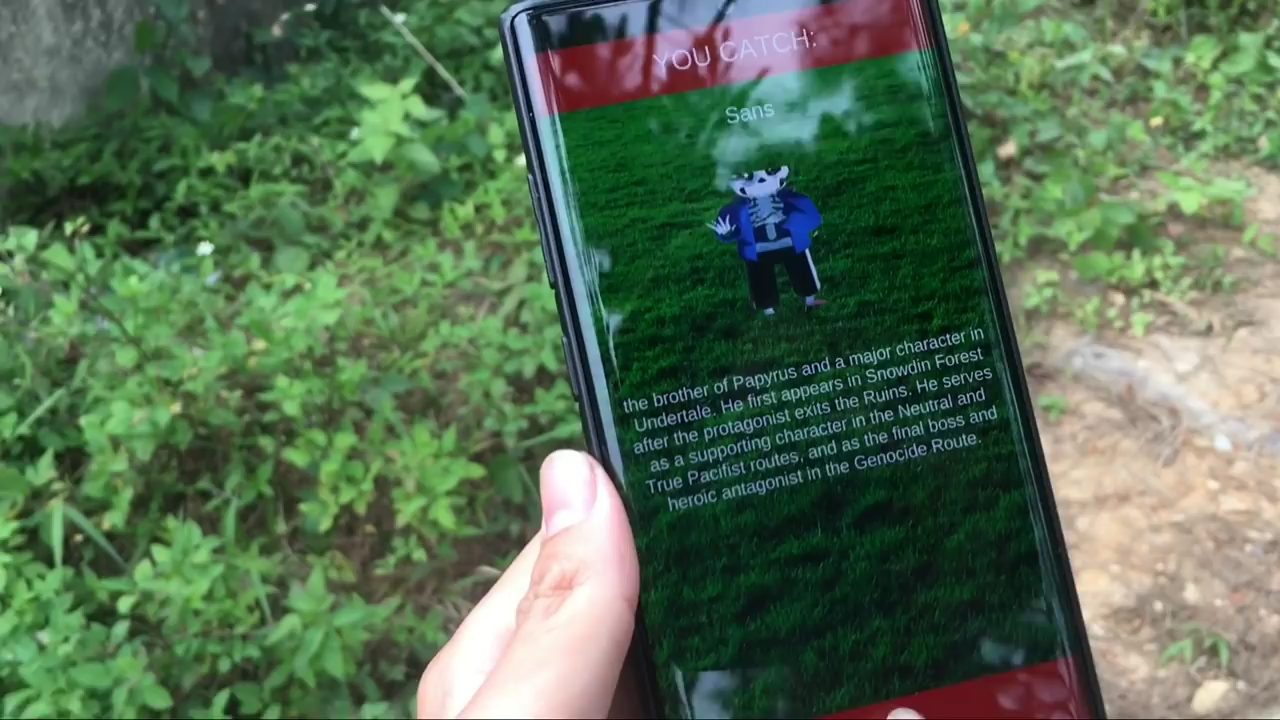 YOU CATCH:
Sans
the brother of Papyrus and a major character in
Undertale. He first appears in Snowdin Forest
after the protagonist exits the Ruins. He serves
as a supporting character in the Neutral and
True Pacifist routes, and as the final boss and
heroic antagonist in the Genocide Route.